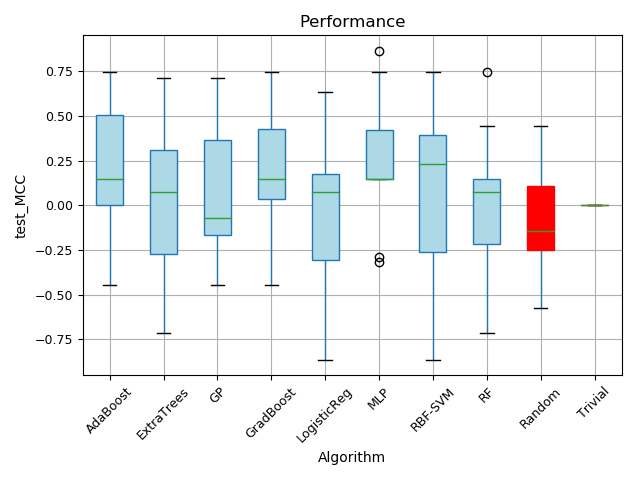 Performance
test_MCC
0.75
0.50
0.25
0.00
−0.25
−0.50
−0.75
AdaBoost
ExtraTrees
GP
GradBoost
LogisticReg
MLP
RBF-SVM
RF
Random
Trivial
Algorithm